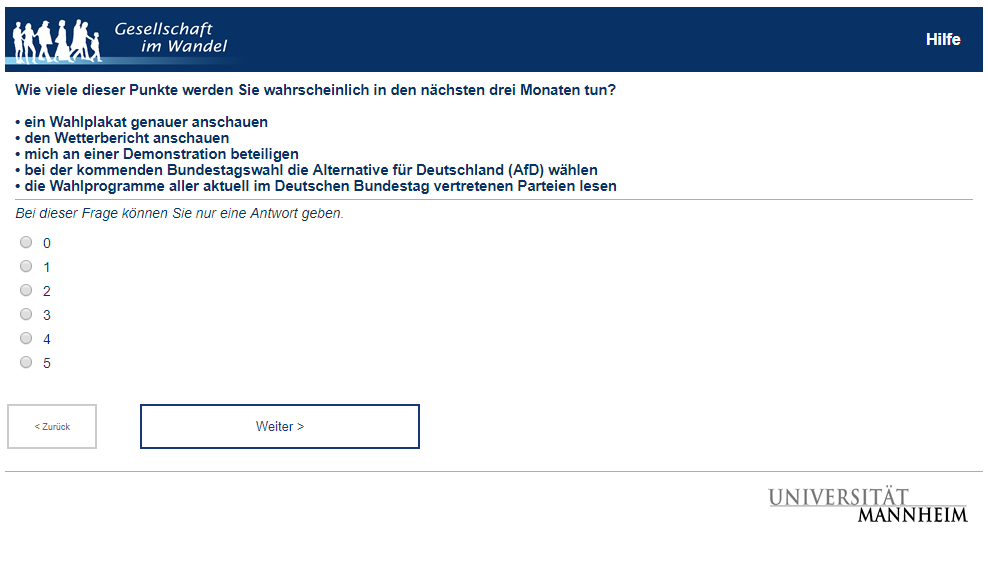 Gesellschaft
im Wandel
Hilfe
Wie viele dieser Punkte werden Sie wahrscheinlich in den nächsten drei Monaten tun?
• ein Wahlplakat genauer anschauen
• den Wetterbericht anschauen
• mich an einer Demonstration beteiligen
• bei der kommenden Bundestagswahl die Alternative für Deutschland (AfD) wählen
• die Wahlprogramme aller aktuell im Deutschen Bundestag vertretenen Parteien lesen
Bei dieser Frage können Sie nur eine Antwort geben.
0
1
2
3
4
5
< Zurück
Weiter >
UNIVERSITÄT
MANNHEIM